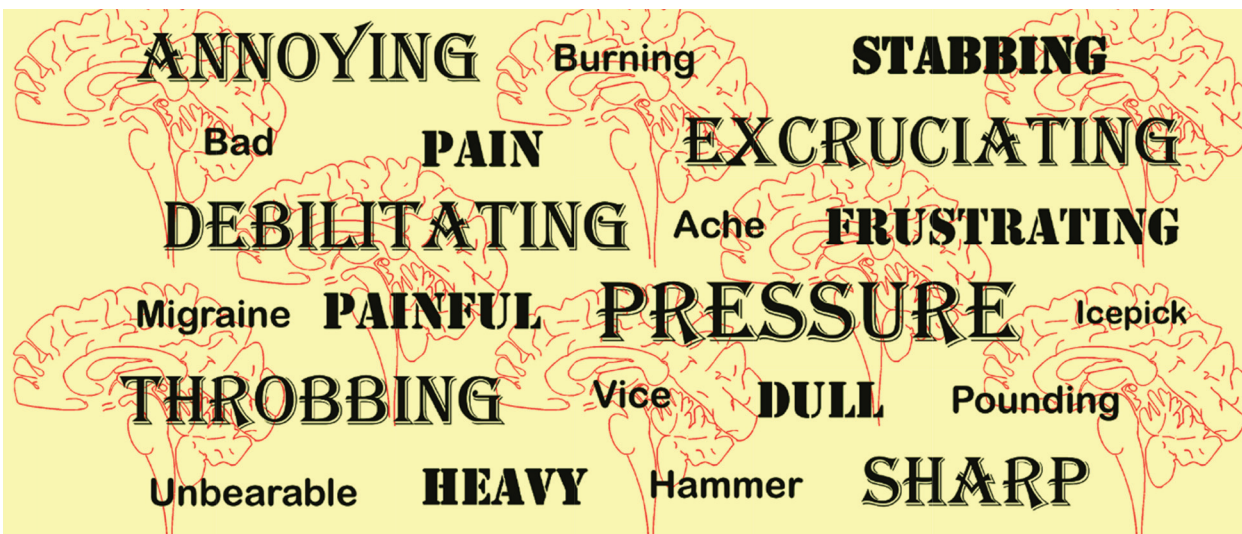 ANNOYING Burning STABBING
Bad PAIN EXCRUCIATING
DEBILITATING Ache FRUSTRATING
Migraine PAINFUL PRESSURE Icepick
THROBBING Vice DULL Pounding
Unbearable HEAVY Hammer SHARP